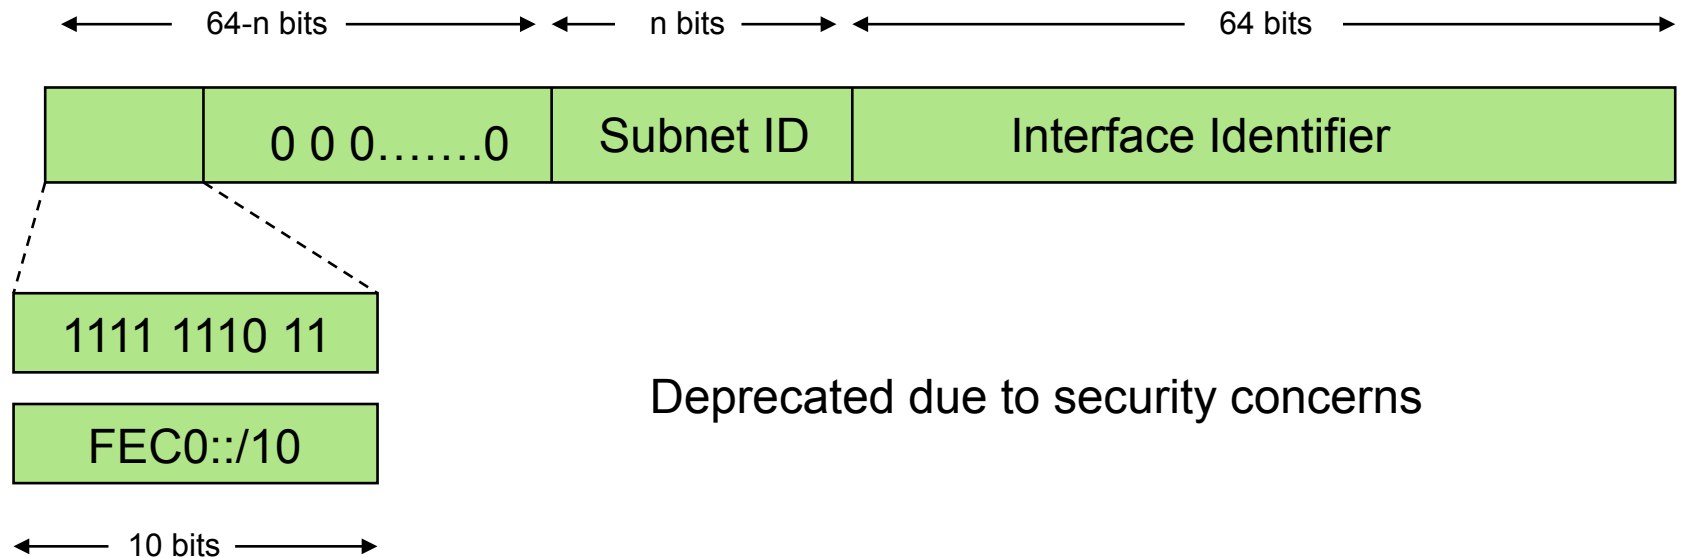 64-n bits n bits 64 bits
0 0 0.......0 Subnet ID Interface Identifier
1111 1110 11
Deprecated due to security concerns
FEC0::/10
10 bits